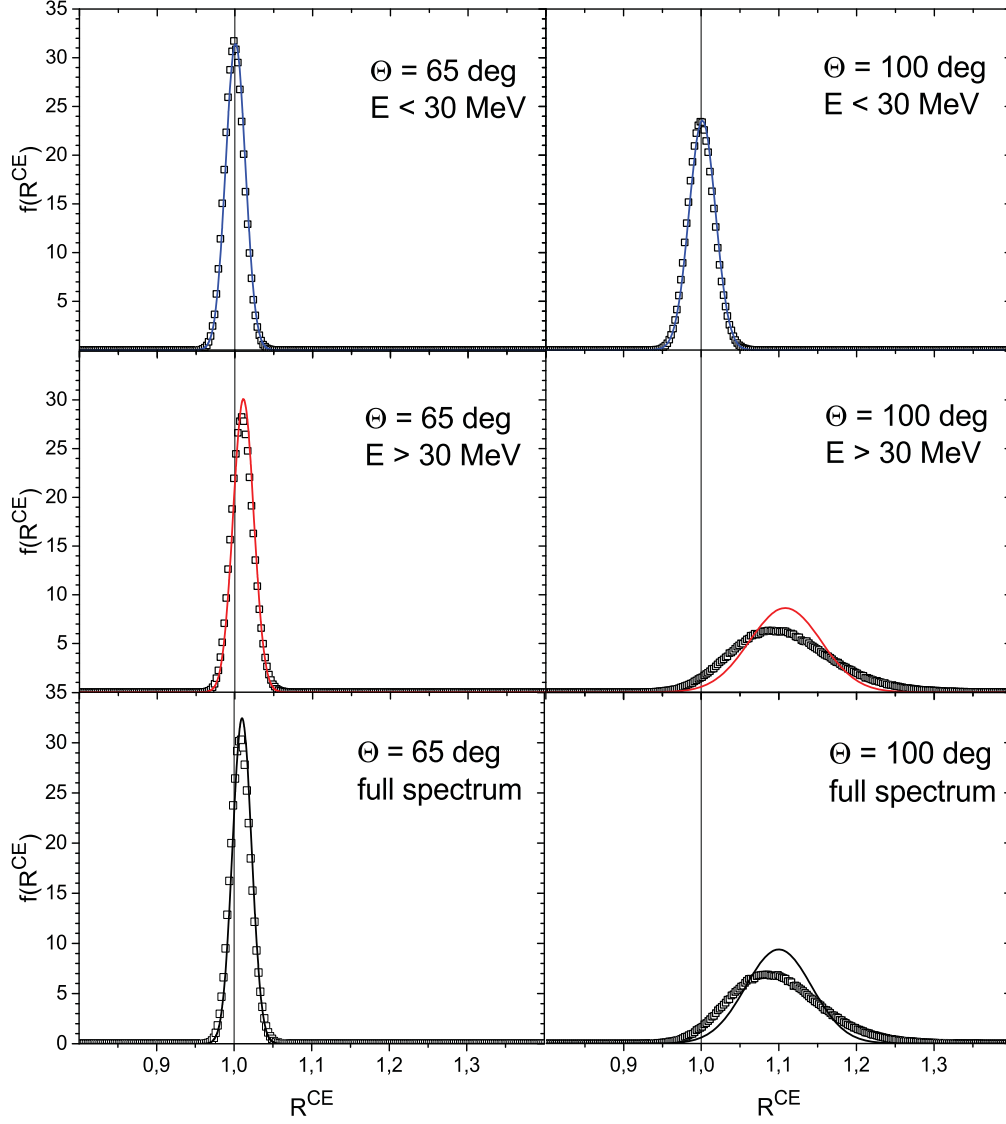 35
30
25
20
15
10
5
f(R^CE)
Θ = 65 deg
E < 30 MeV
Θ = 100 deg
E < 30 MeV
30
25
20
15
10
5
35
f(R^CE)
Θ = 65 deg
E > 30 MeV
Θ = 100 deg
E > 30 MeV
30
25
20
15
10
5
0
f(R^CE)
Θ = 65 deg
full spectrum
Θ = 100 deg
full spectrum
0,9 1,0 1,1 1,2 1,3
0,9 1,0 1,1 1,2 1,3
R^CE
R^CE